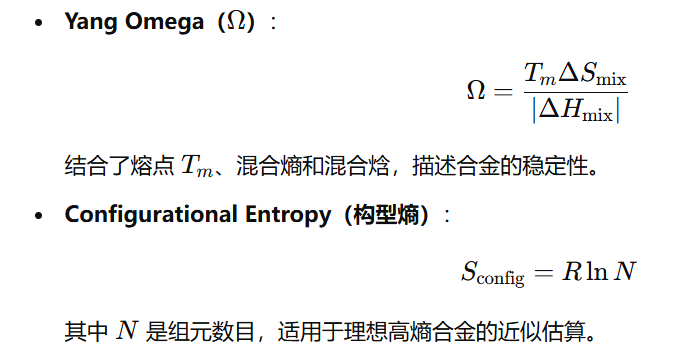 • Yang Omega（Ω）：
Ω = T_m ΔS_mix / |ΔH_mix|
结合了熔点 T_m、混合熵和混合焓，描述合金的稳定性。
• Configurational Entropy（构型熵）：
S_config = R ln N
其中 N 是组元数目，适用于理想高熵合金的近似估算。